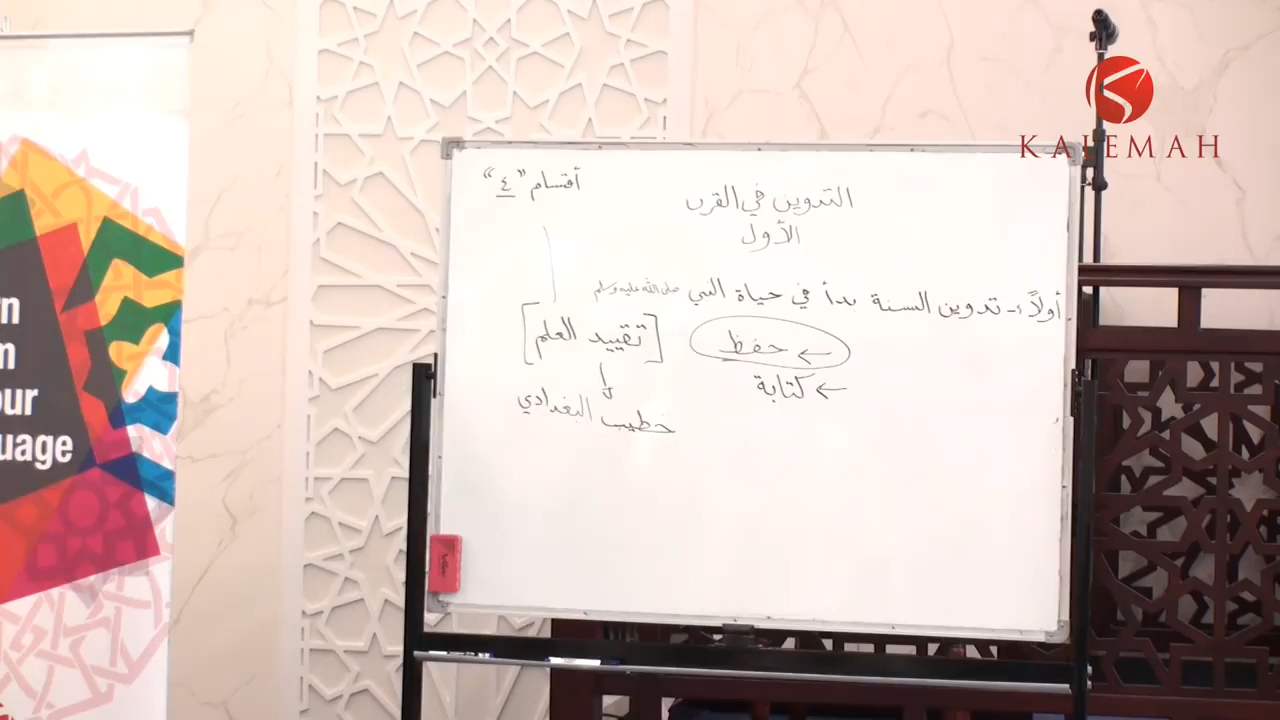 KALEMAH
التدوين في القرن
الأول
أقسام "٤"
أولاً:- تدوين السنة بدأ في حياة النبي صلى الله عليه وسلم
← حفظ
← كتابة
[تقييد العلم]
خطيب البغدادي